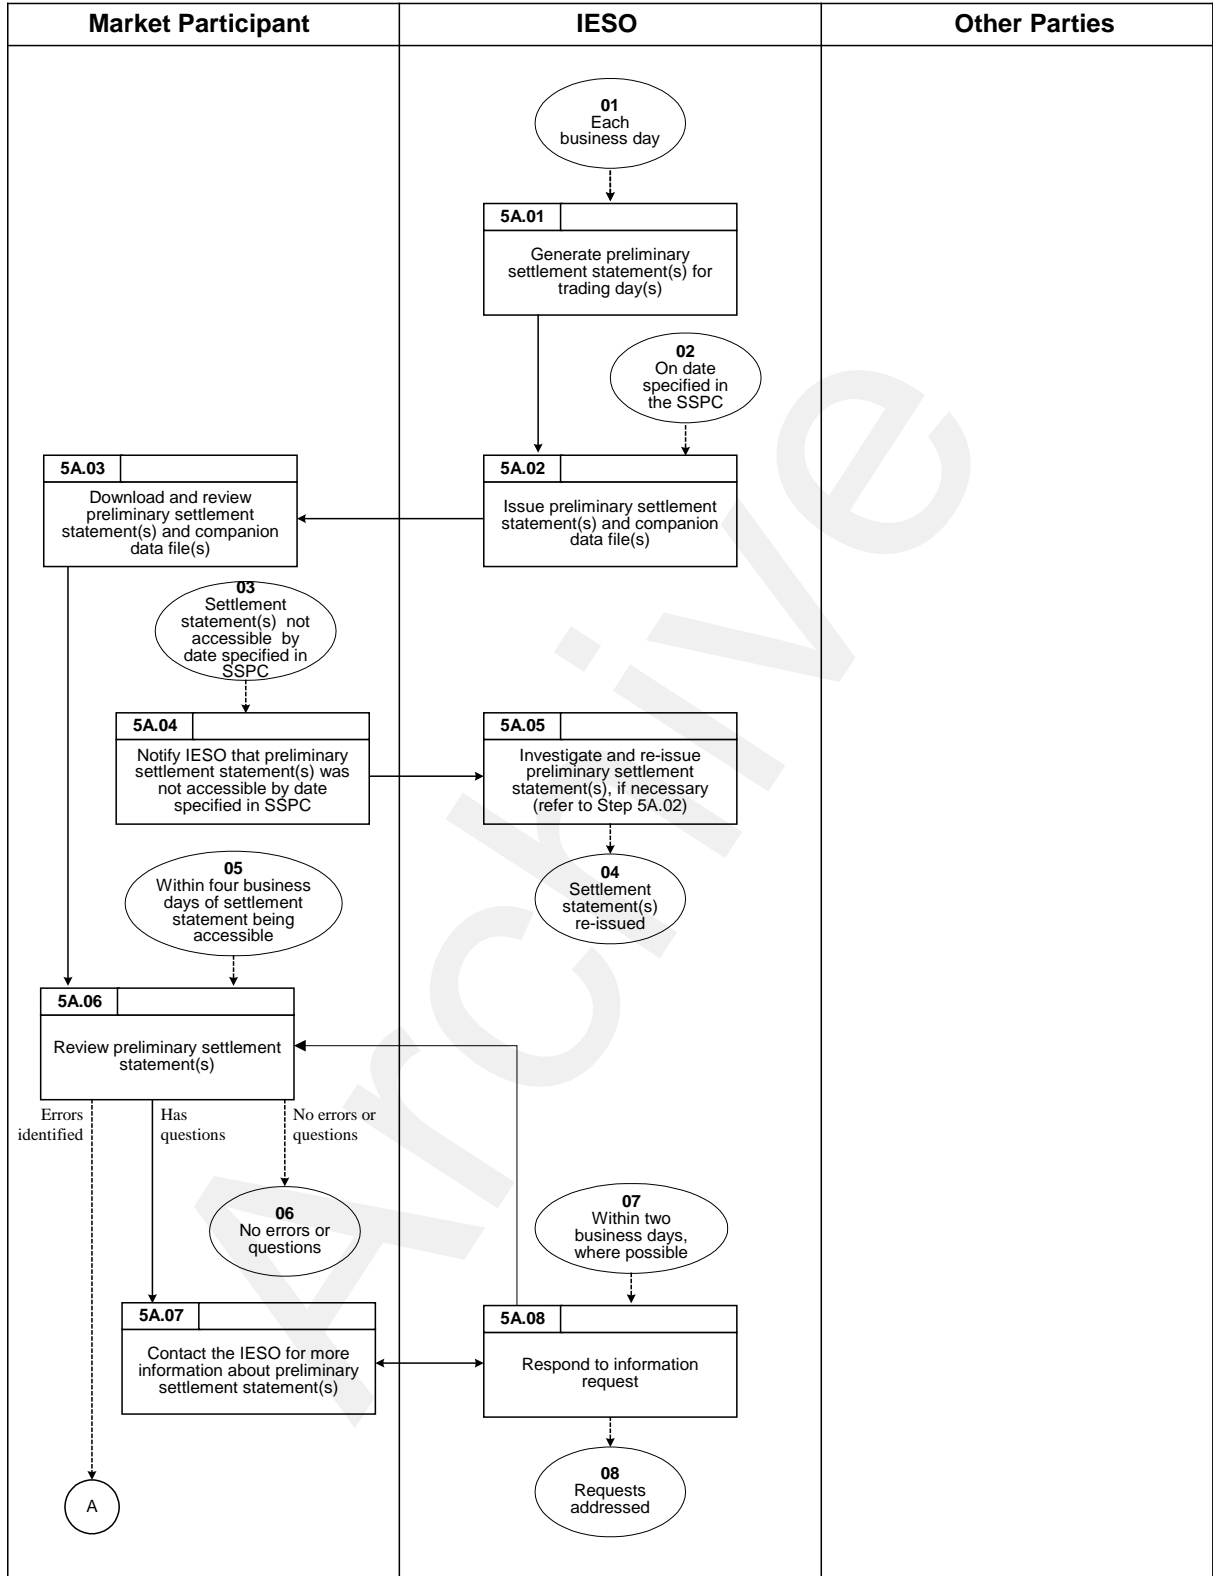 Market Participant
IESO
Other Parties
01
Each
business day
5A.01
Generate preliminary
settlement statement(s) for
trading day(s)
02
On date
specified in
the SSPC
5A.03
Download and review
preliminary settlement
statement(s) and companion
data file(s)
5A.02
Issue preliminary settlement
statement(s) and companion
data file(s)
03
Settlement
statement(s) not
accessible by
date specified in
SSPC
5A.04
Notify IESO that preliminary
settlement statement(s) was
not accessible by date
specified in SSPC
5A.05
Investigate and re-issue
preliminary settlement
statement(s), if necessary
(refer to Step 5A.02)
05
Within four business
days of settlement
statement being
accessible
04
Settlement
statement(s)
re-issued
5A.06
Review preliminary settlement
statement(s)
Errors
identified
Has
questions
No errors or
questions
06
No errors or
questions
07
Within two
business days,
where possible
5A.07
Contact the IESO for more
information about preliminary
settlement statement(s)
5A.08
Respond to information
request
08
Requests
addressed
A
Archive